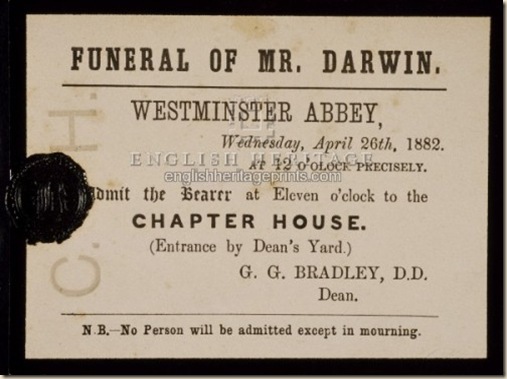 FUNERAL OF MR. DARWIN.
WESTMINSTER ABBEY,
Wednesday, April 26th, 1882.
AT 12 O'CLOCK PRECISELY.
ENGLISH HERITAGE
englishheritageprints.com
Admit the Bearer at Eleven o'clock to the
CHAPTER HOUSE.
(Entrance by Dean's Yard.)
G. G. BRADLEY, D.D.
Dean.
N.B.—No Person will be admitted except in mourning.
C. H.